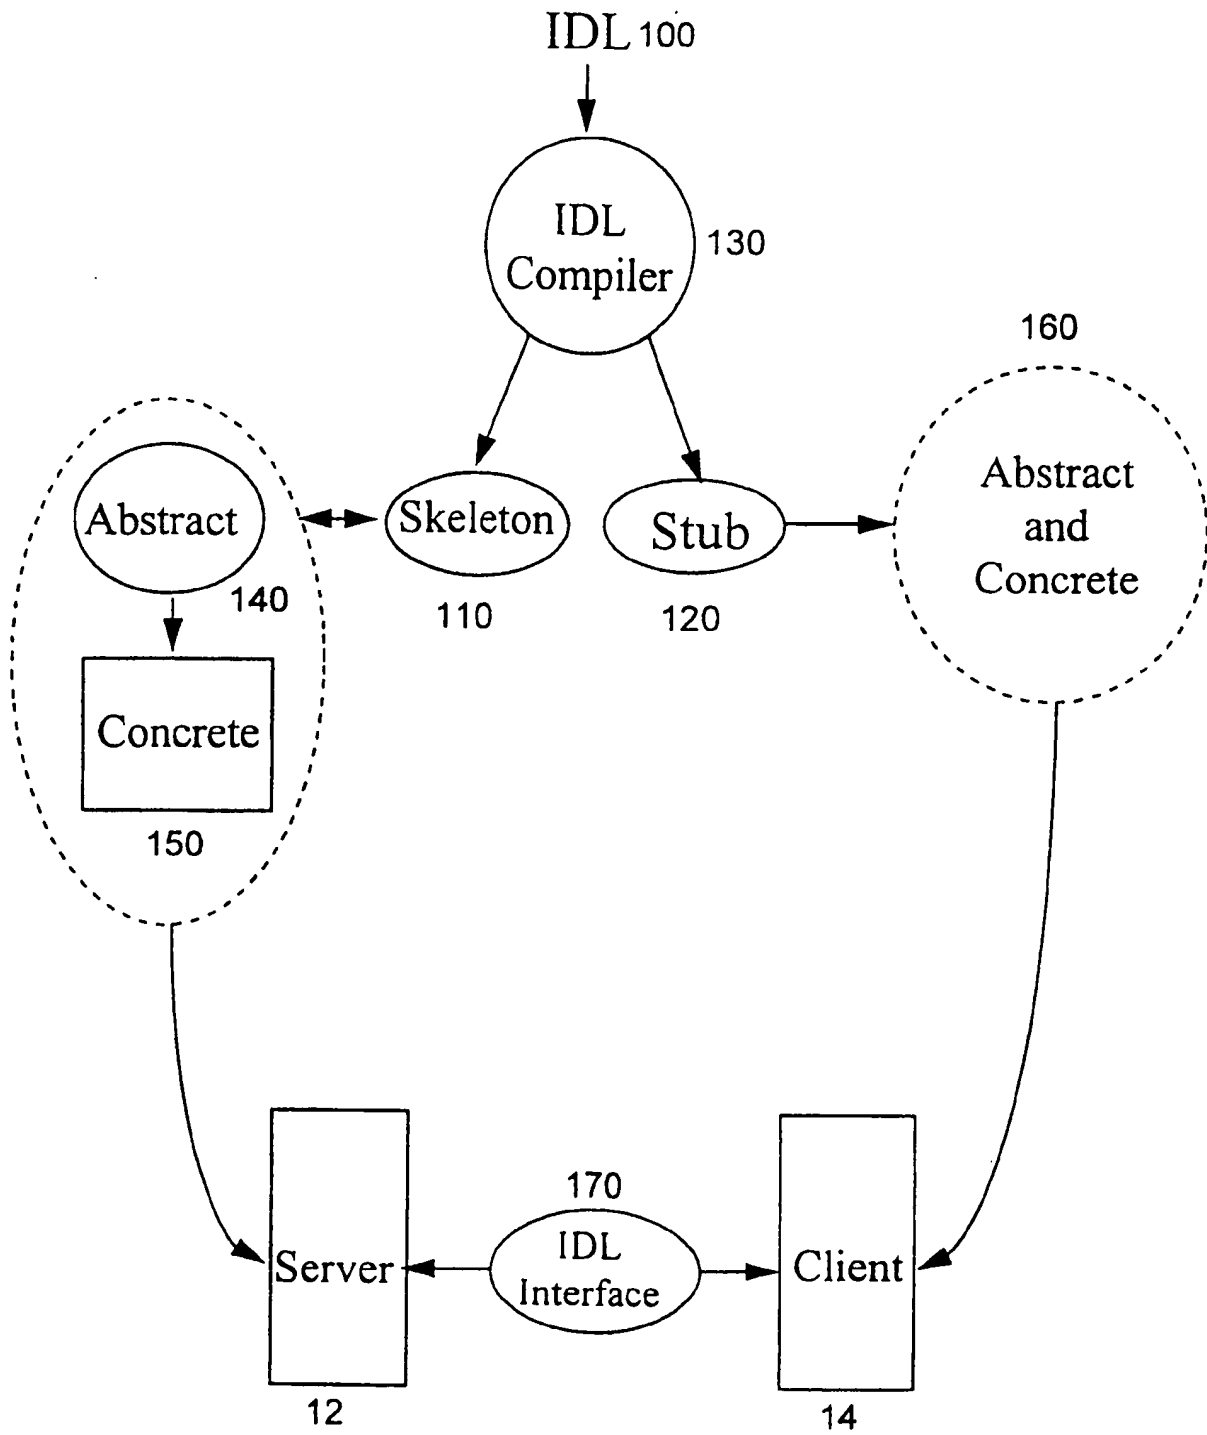 IDL 100
IDL
Compiler
130
160
Abstract
and
Concrete
Abstract
140
Skeleton
110
Stub
120
Concrete
150
170
IDL
Interface
Server
12
Client
14